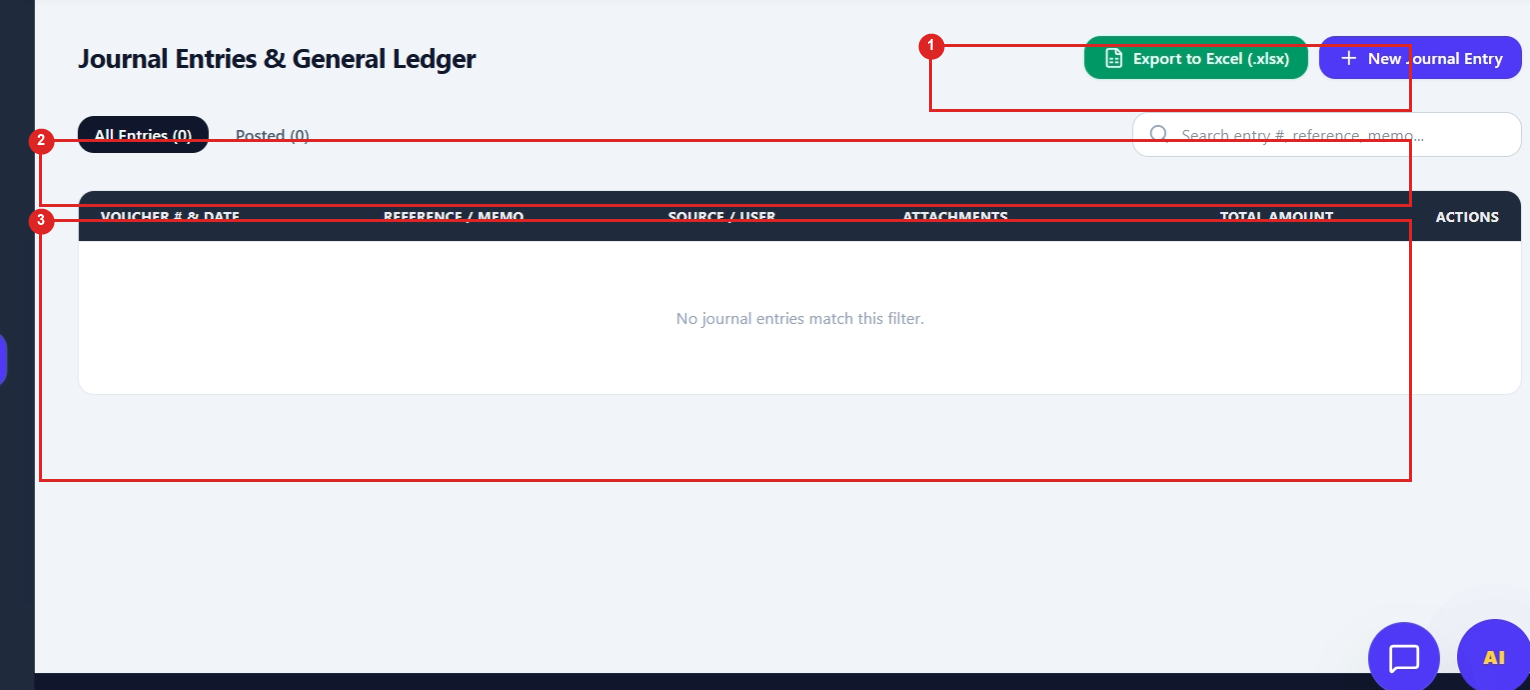 Journal Entries & General Ledger
1
Export to Excel (.xlsx)
New Journal Entry
2
All Entries (0)
Posted (0)
Search entry #, reference, memo...
3
VOUCHER # & DATE
REFERENCE / MEMO
SOURCE / USER
ATTACHMENTS
TOTAL AMOUNT
ACTIONS
No journal entries match this filter.
AI